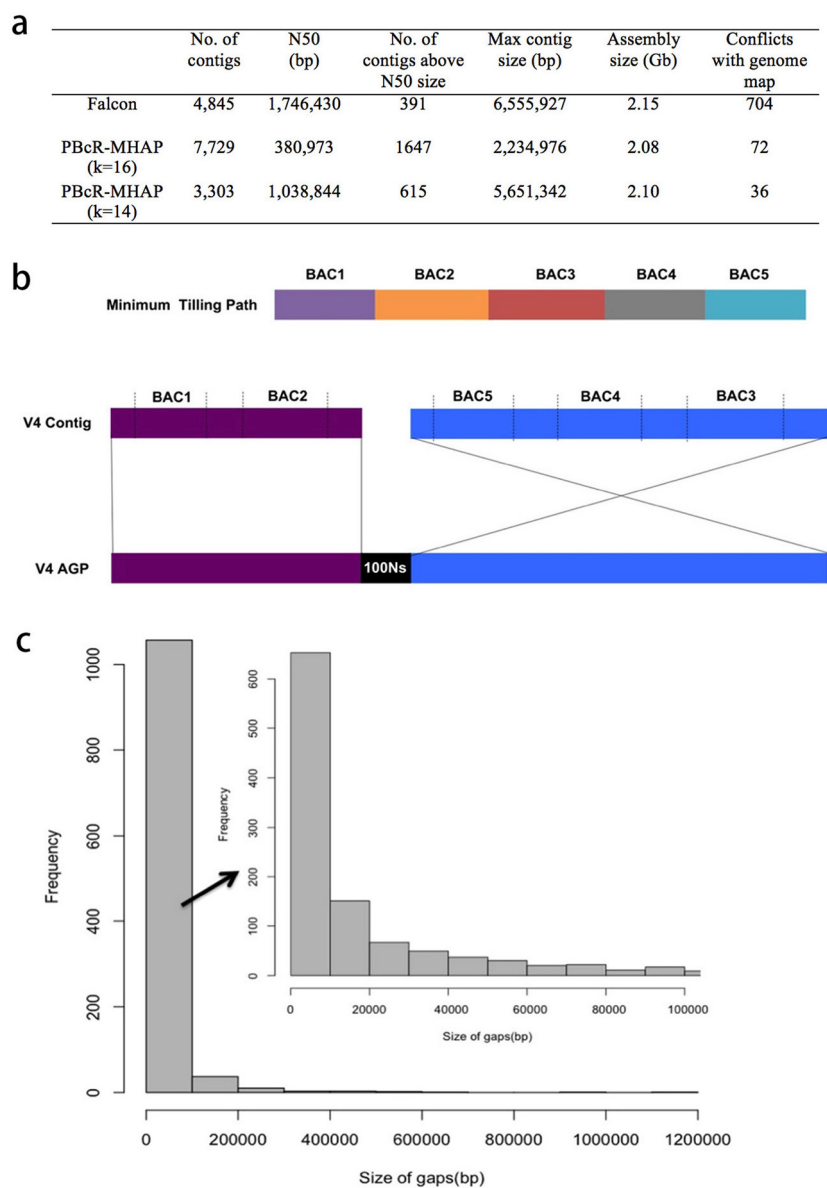 a
No. of contigs N50 (bp) No. of contigs above N50 size Max contig size (bp) Assembly size (Gb) Conflicts with genome map
Falcon 4,845 1,746,430 391 6,555,927 2.15 704
PBcR-MHAP (k=16) 7,729 380,973 1647 2,234,976 2.08 72
PBcR-MHAP (k=14) 3,303 1,038,844 615 5,651,342 2.10 36
b
BAC1 BAC2 BAC3 BAC4 BAC5
Minimum Tilling Path
BAC1 BAC2 BAC5 BAC4 BAC3
V4 Contig
V4 AGP 100Ns
c
Frequency
0 200 400 600 800 1000
0 200000 400000 600000 800000 1000000 1200000
Size of gaps(bp)
Frequency
0 100 200 300 400 500 600
0 20000 40000 60000 80000 100000
Size of gaps(bp)